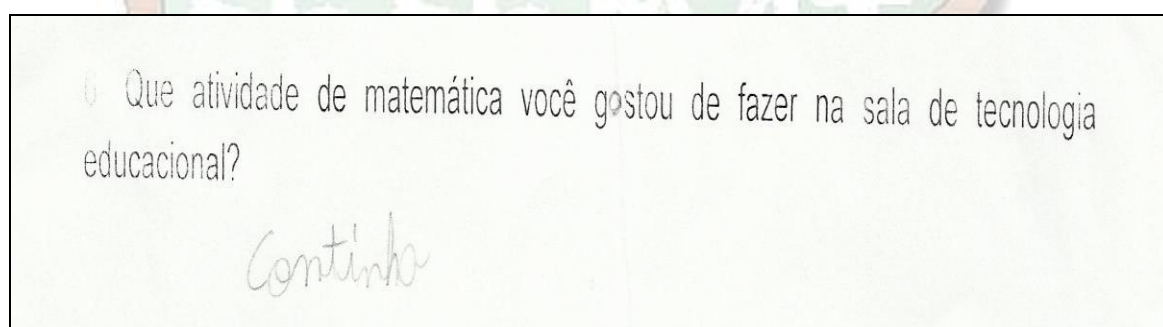 Que atividade de matemática você gostou de fazer na sala de tecnologia
educacional?
Continha